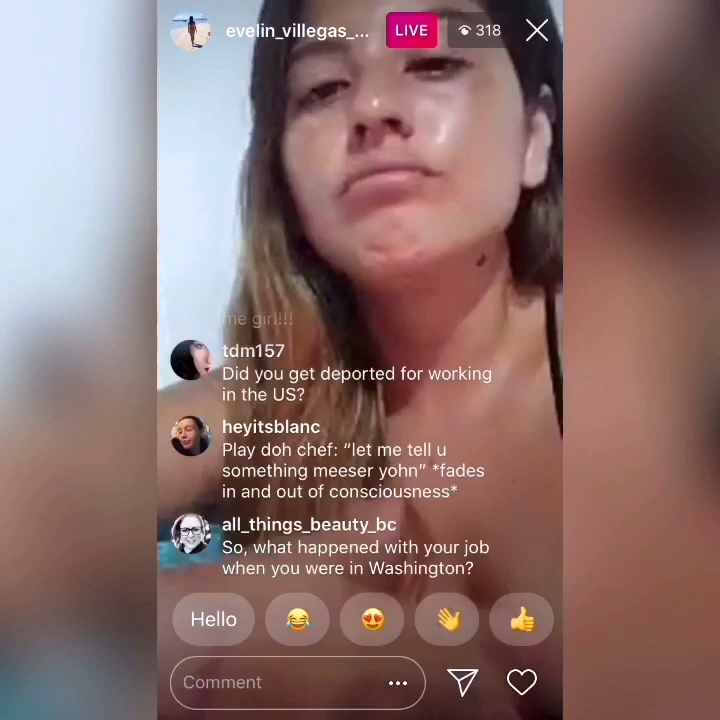 evelin_villegas_...
LIVE
318
me girl!!!
tdm157
Did you get deported for working
in the US?
heyitsblanc
Play doh chef: “let me tell u
something meeser yohn” *fades
in and out of consciousness*
all_things_beauty_bc
So, what happened with your job
when you were in Washington?
Hello
Comment